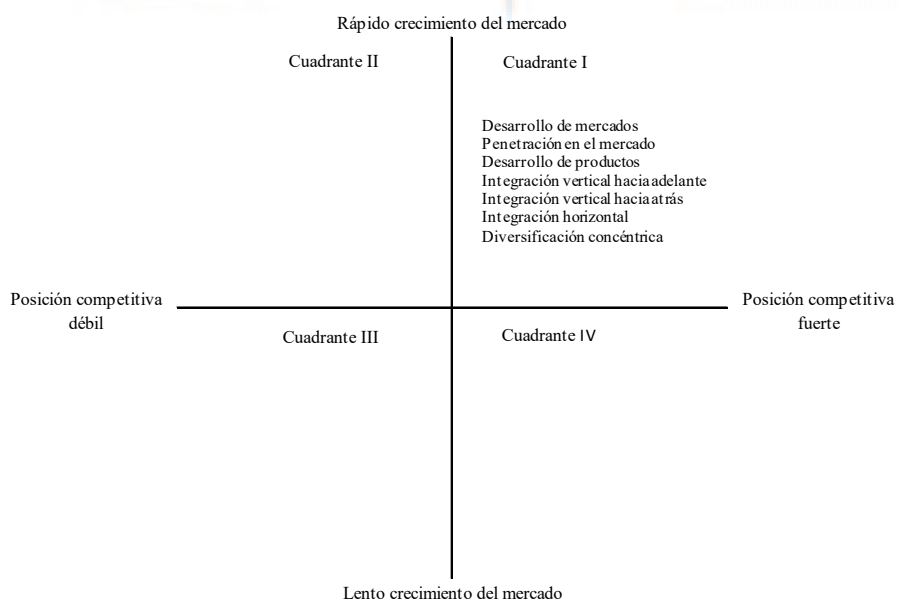 Rápido crecimiento del mercado
Cuadrante II
Cuadrante I
Desarrollo de mercados
Penetración en el mercado
Desarrollo de productos
Integración vertical hacia adelante
Integración vertical hacia atrás
Integración horizontal
Diversificación concéntrica
Posición competitiva
débil
Posición competitiva
fuerte
Cuadrante III
Cuadrante IV
Lento crecimiento del mercado